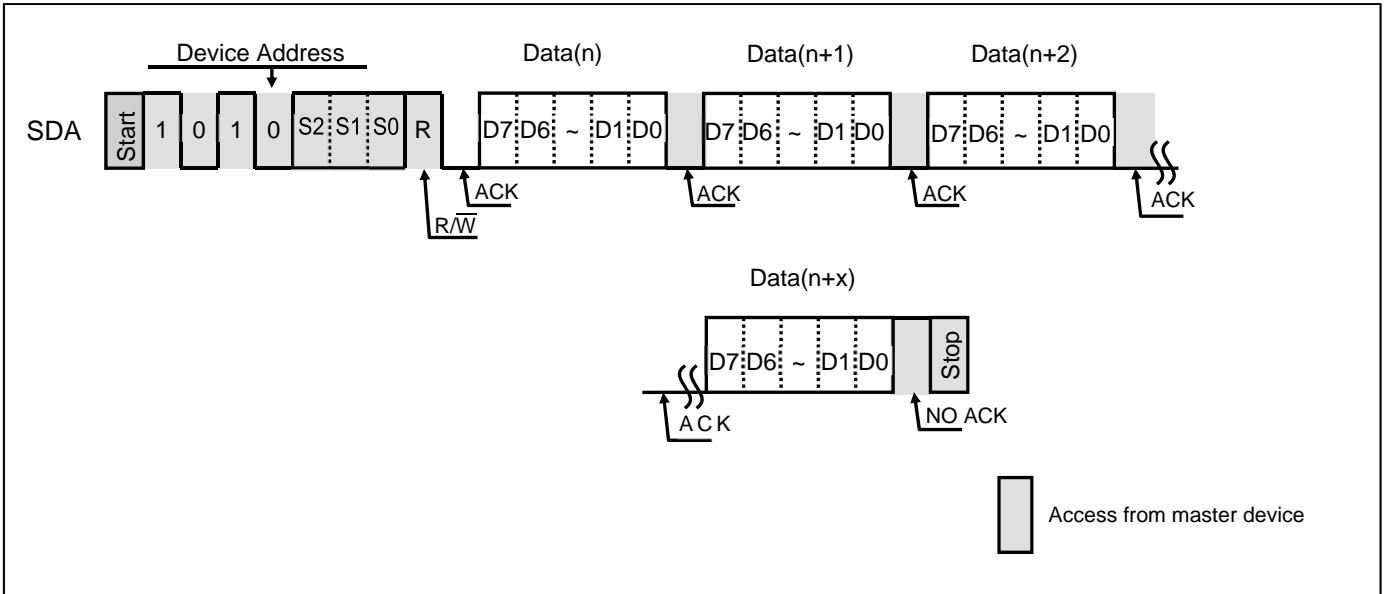 Device Address Data(n) Data(n+1) Data(n+2)
SDA Start 1 0 1 0 S2 S1 S0 R D7 D6 ~ D1 D0 D7 D6 ~ D1 D0 D7 D6 ~ D1 D0
ACK ACK ACK ACK
R/W̅
Data(n+x)
D7 D6 ~ D1 D0 Stop
ACK NO ACK
Access from master device